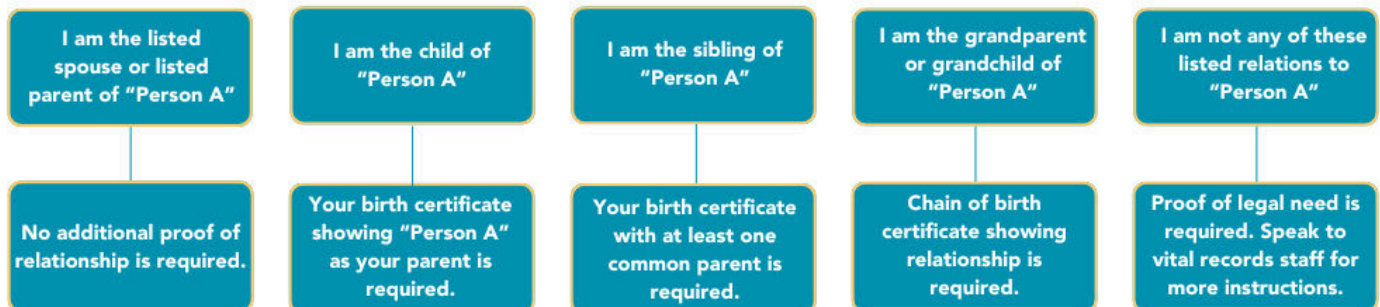 I am the listed
spouse or listed
parent of “Person A”
I am the child of
“Person A”
I am the sibling of
“Person A”
I am the grandparent
or grandchild of
“Person A”
I am not any of these
listed relations to
“Person A”
No additional proof of
relationship is required.
Your birth certificate
showing “Person A”
as your parent is
required.
Your birth certificate
with at least one
common parent is
required.
Chain of birth
certificate showing
relationship is
required.
Proof of legal need is
required. Speak to
vital records staff for
more instructions.